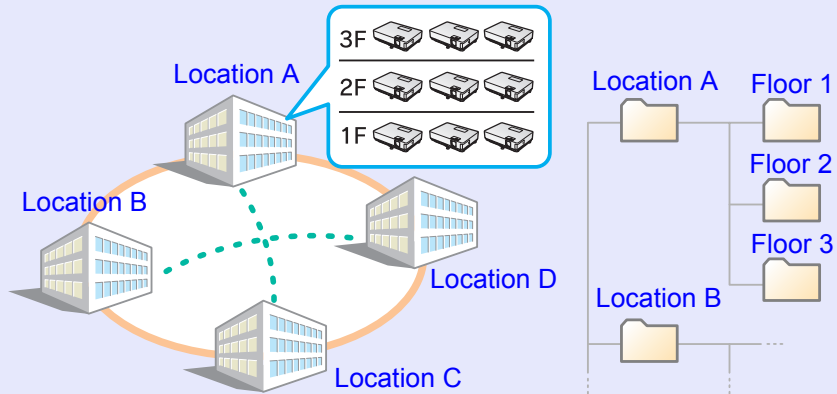 Location A
3F
2F
1F
Location B
Location D
Location C
Location A
Floor 1
Floor 2
Floor 3
Location B